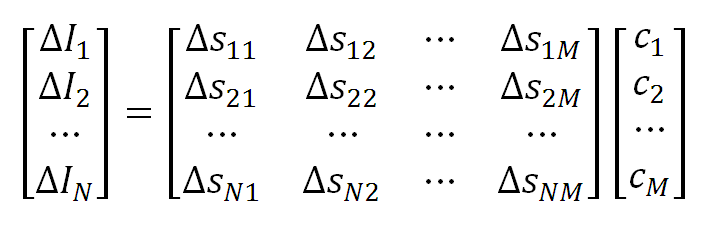 [ΔI₁ ΔI₂ ⋯ ΔI_N] = [Δs₁₁ Δs₁₂ ⋯ Δs₁M; Δs₂₁ Δs₂₂ ⋯ Δs₂M; ⋯ ⋯ ⋯ ⋯; Δs_N1 Δs_N2 ⋯ Δs_NM] [c₁ c₂ ⋯ c_M]